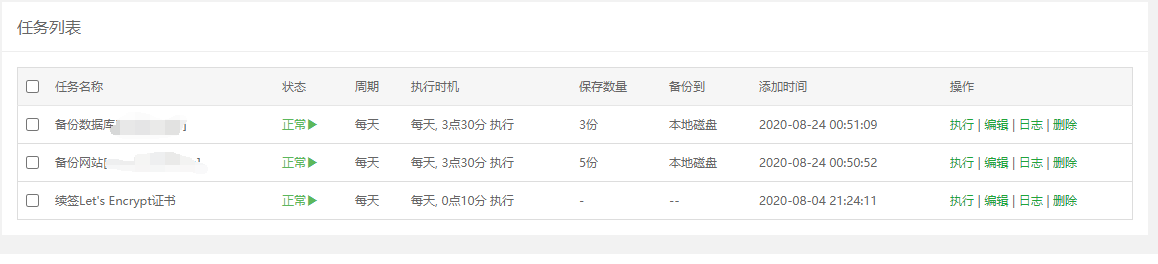 任务列表
任务名称 状态 周期 执行时机 保存数量 备份到 添加时间 操作
备份数据库 ] 正常▶ 每天 每天, 3点30分 执行 3份 本地磁盘 2020-08-24 00:51:09 执行 | 编辑 | 日志 | 删除
备份网站[ ] 正常▶ 每天 每天, 3点30分 执行 5份 本地磁盘 2020-08-24 00:50:52 执行 | 编辑 | 日志 | 删除
续签Let's Encrypt证书 正常▶ 每天 每天, 0点10分 执行 - -- 2020-08-04 21:24:11 执行 | 编辑 | 日志 | 删除